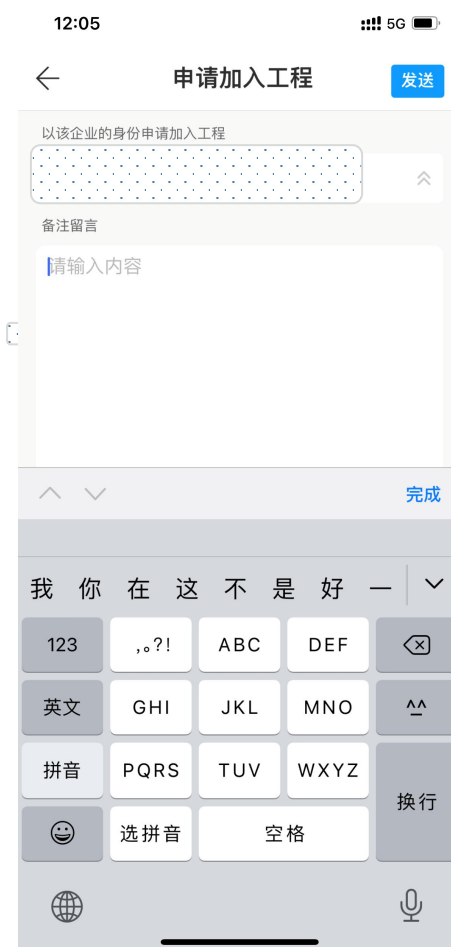 12:05 5G
申请加入工程 发送
以该企业的身份申请加入工程
备注留言
请输入内容
完成
我 你 在 这 不 是 好 一
123 ,。?! ABC DEF
英文 GHI JKL MNO ^^
拼音 PQRS TUV WXYZ
换行
选拼音 空格